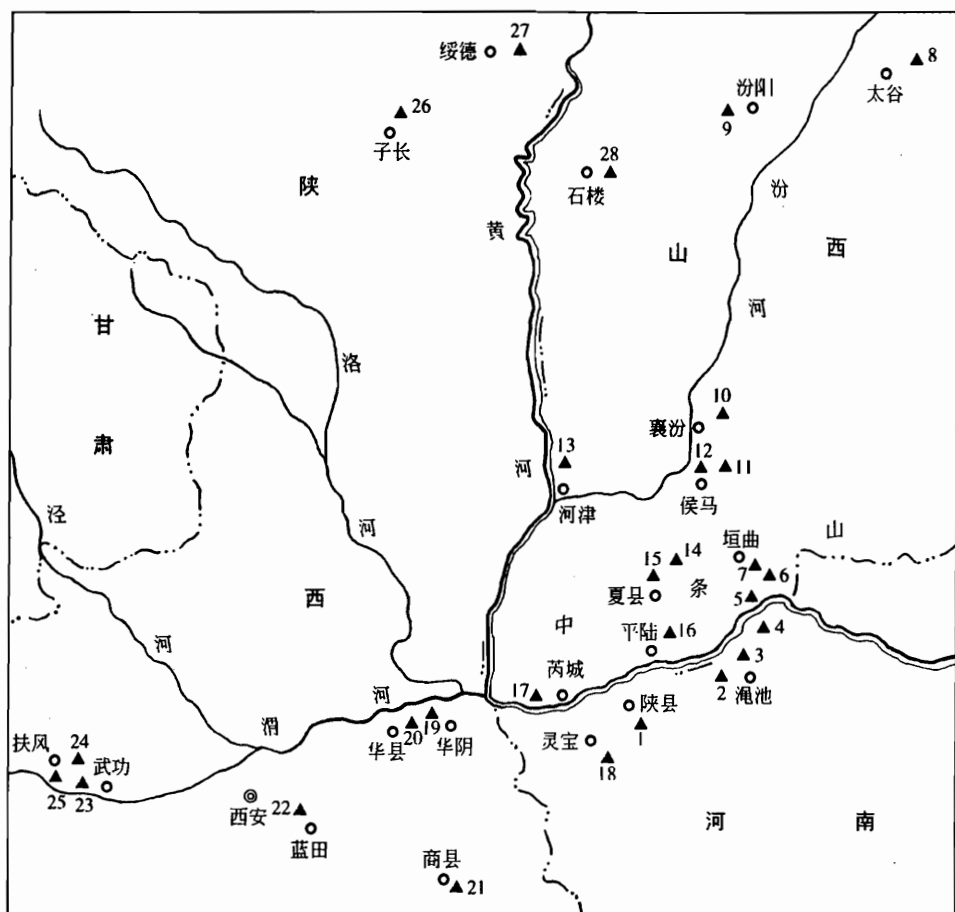 27
绥德
8
太谷
汾阳
9
26
子长
陕
28
石楼
汾
黄
山
西
河
甘
洛
10
襄汾
肃
13
12
11
河
侯马
河津
泾
河
山
垣曲
14
15
7
6
条
西
夏县
5
中
平陆
16
4
河
芮城
3
17
2
渑池
渭
河
陕县
扶风
24
19
20
华县
华阴
1
武功
灵宝
18
25
23
西安
22
蓝田
河
南
商县
21